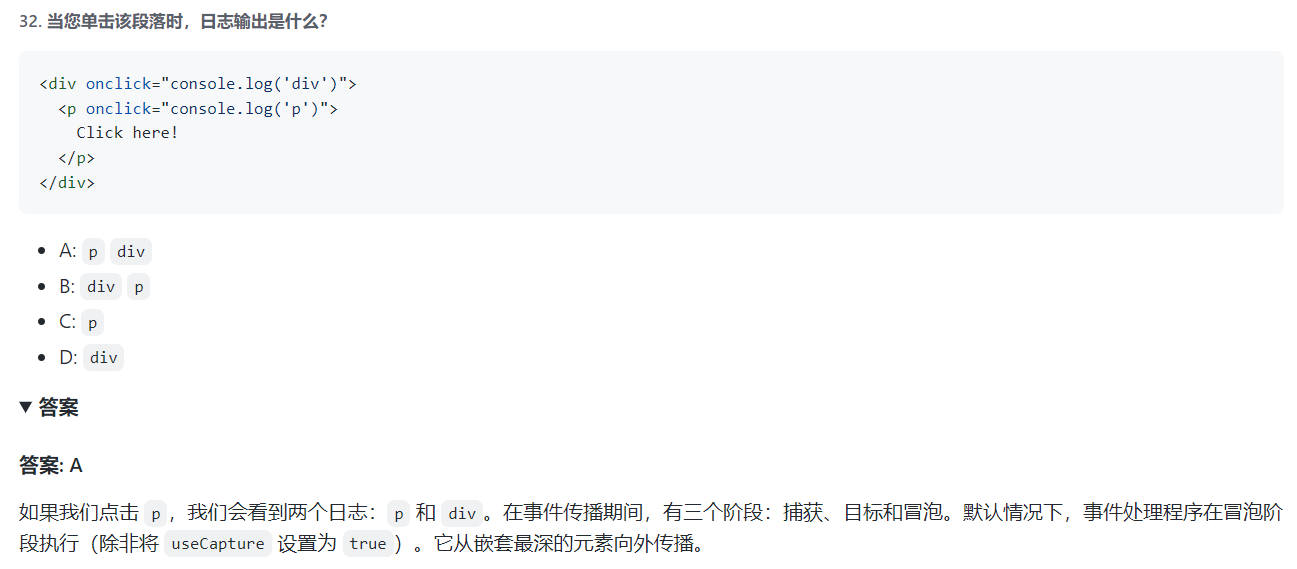 32. 当您单击该段落时，日志输出是什么?
<div onclick="console.log('div')">
  <p onclick="console.log('p')">
    Click here!
  </p>
</div>
• A: p div
• B: div p
• C: p
• D: div
▼ 答案
答案: A
如果我们点击 p，我们会看到两个日志：p 和 div。在事件传播期间，有三个阶段：捕获、目标和冒泡。默认情况下，事件处理程序在冒泡阶
段执行（除非将 useCapture 设置为 true）。它从嵌套最深的元素向外传播。